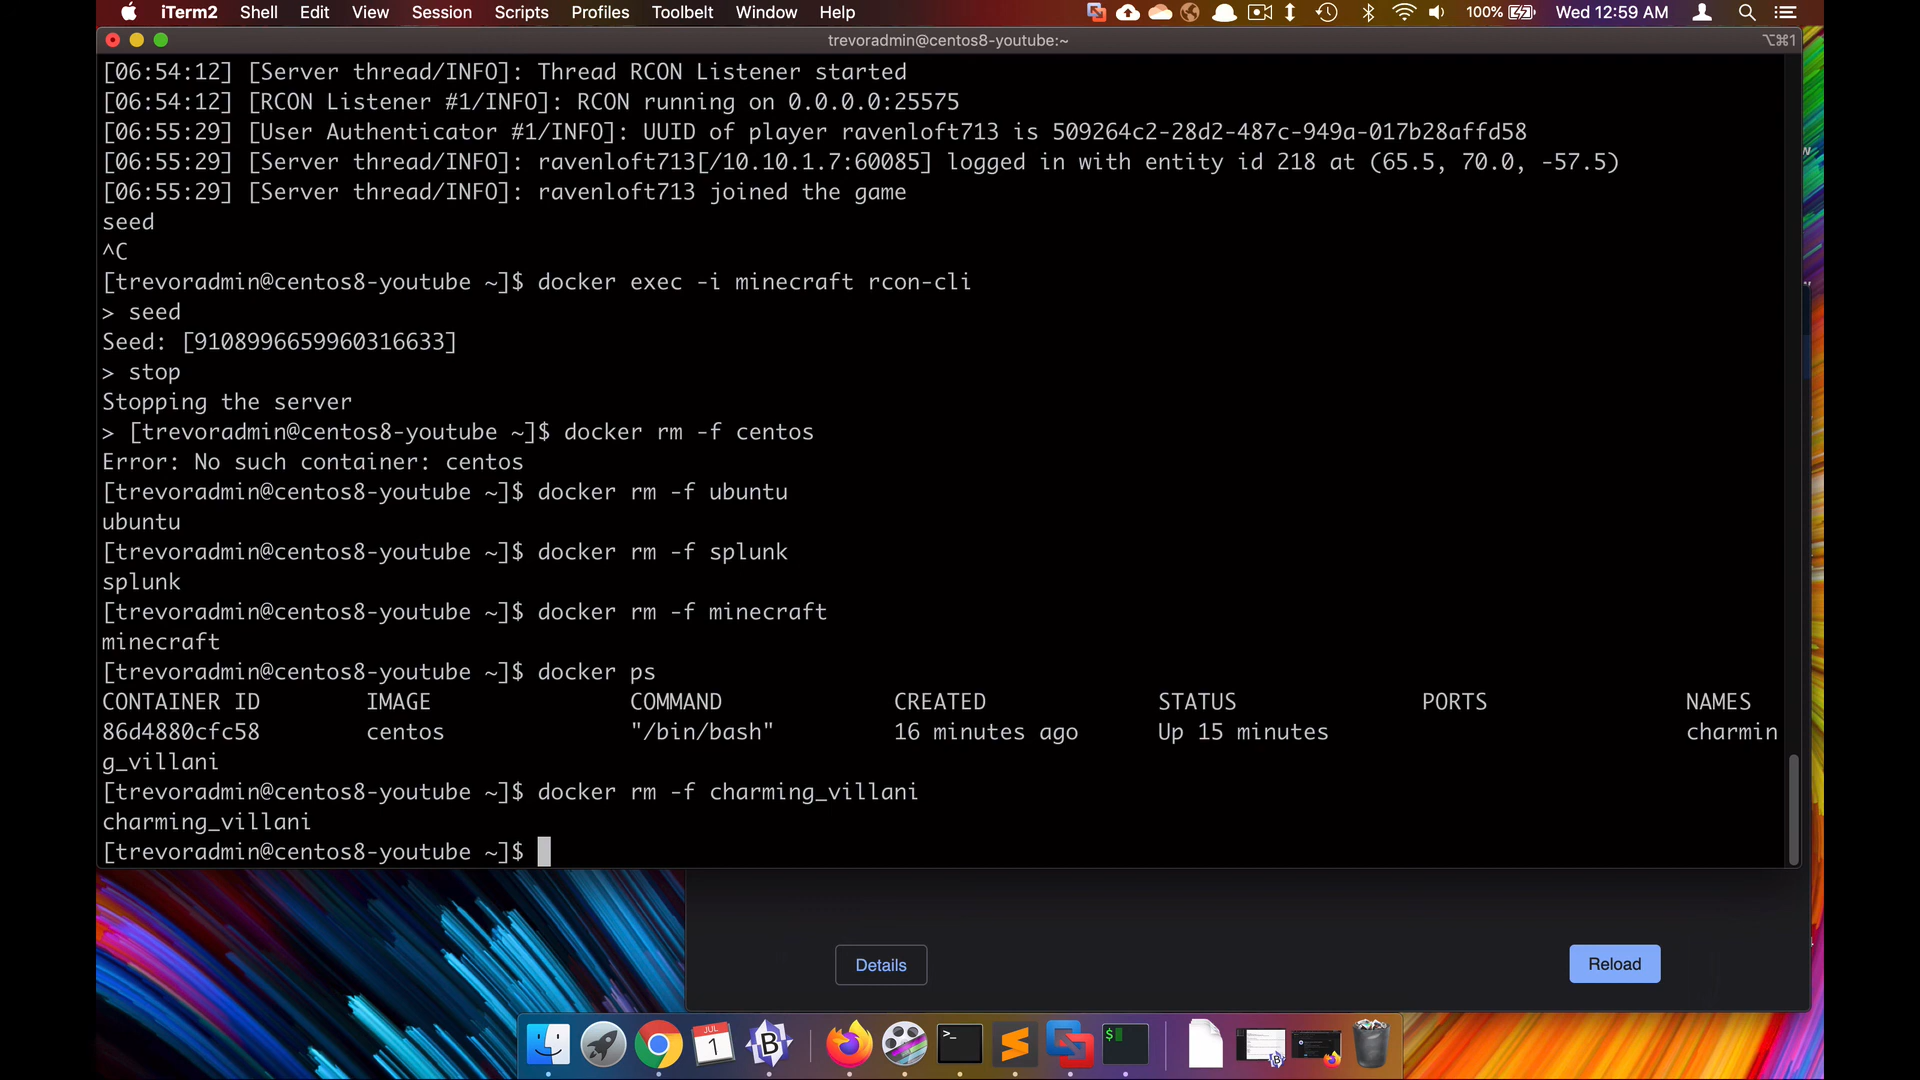 iTerm2 Shell Edit View Session Scripts Profiles Toolbelt Window Help 100% Wed 12:59 AM
trevoradmin@centos8-youtube:~ ⌥⌘1
[06:54:12] [Server thread/INFO]: Thread RCON Listener started
[06:54:12] [RCON Listener #1/INFO]: RCON running on 0.0.0.0:25575
[06:55:29] [User Authenticator #1/INFO]: UUID of player ravenloft713 is 509264c2-28d2-487c-949a-017b28affd58
[06:55:29] [Server thread/INFO]: ravenloft713[/10.10.1.7:60085] logged in with entity id 218 at (65.5, 70.0, -57.5)
[06:55:29] [Server thread/INFO]: ravenloft713 joined the game
seed
^C
[trevoradmin@centos8-youtube ~]$ docker exec -i minecraft rcon-cli
> seed
Seed: [9108996659960316633]
> stop
Stopping the server
> [trevoradmin@centos8-youtube ~]$ docker rm -f centos
Error: No such container: centos
[trevoradmin@centos8-youtube ~]$ docker rm -f ubuntu
ubuntu
[trevoradmin@centos8-youtube ~]$ docker rm -f splunk
splunk
[trevoradmin@centos8-youtube ~]$ docker rm -f minecraft
minecraft
[trevoradmin@centos8-youtube ~]$ docker ps
CONTAINER ID IMAGE COMMAND CREATED STATUS PORTS NAMES
86d4880cfc58 centos "/bin/bash" 16 minutes ago Up 15 minutes charmin
g_villani
[trevoradmin@centos8-youtube ~]$ docker rm -f charming_villani
charming_villani
[trevoradmin@centos8-youtube ~]$
Details Reload
JUL
1
B
>_
$